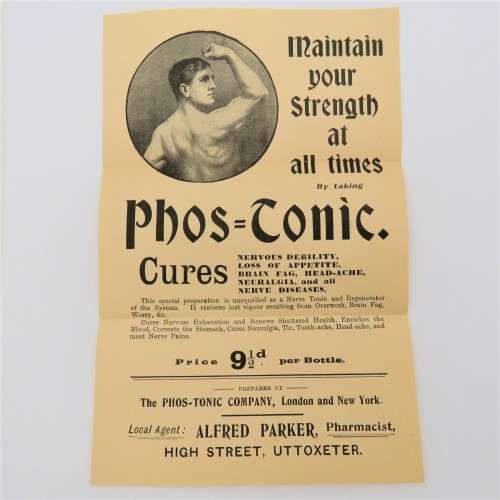 Maintain
your
Strength
at
all times
By taking
Phos=Tonic.
Cures
NERVOUS DEBILITY,
LOSS OF APPETITE,
BRAIN FAG, HEAD-ACHE,
NEURALGIA, and all
NERVE DISEASES.
This special preparation is unequalled as a Nerve Tonic and Regenerator
of the System. It restores lost vigour resulting from Overwork, Brain Fag,
Worry, &c.
Cures Nervous Exhaustion and Renews Shattered Health, Enriches the
Blood, Corrects the Stomach, Cures Neuralgia, Tic, Tooth-ache, Head-ache, and
most Nerve Pains.
Price 9½d per Bottle.
PREPARED BY
The PHOS-TONIC COMPANY, London and New York.
Local Agent: ALFRED PARKER, Pharmacist,
HIGH STREET, UTTOXETER.